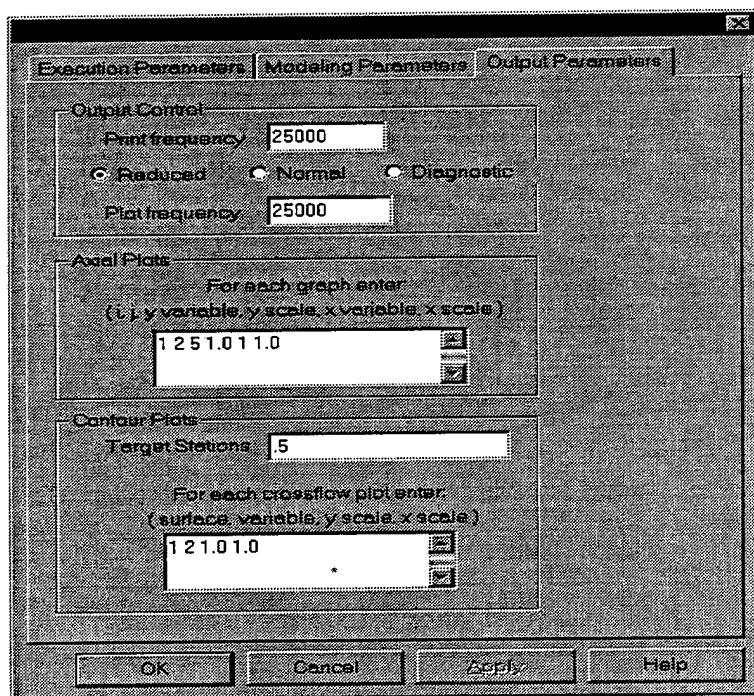 Execution Parameters Modeling Parameters Output Parameters
Output Control
Print frequency 25000
Reduced Normal Diagnostic
Plot frequency 25000
Axial Plots
For each graph enter:
( i, j, y variable, y scale, x variable, x scale )
1 2 5 1.0 1 1.0
Contour Plots
Target Stations .5
For each crossflow plot enter:
( surface, variable, y scale, x scale )
1 2 1.0 1.0
OK Cancel Apply Help